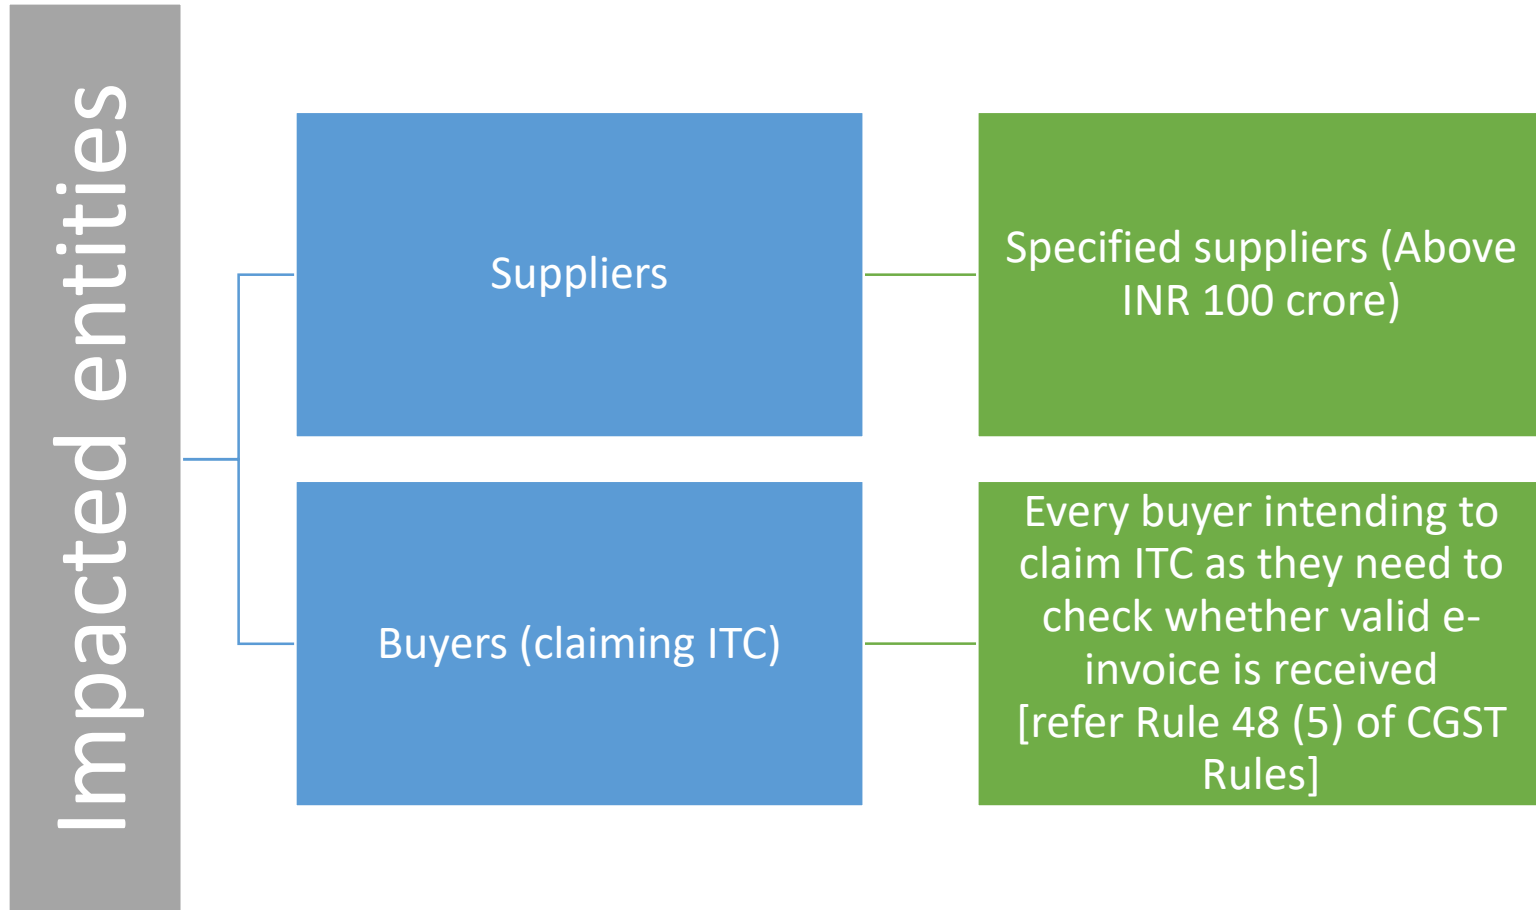 Impacted entities
Suppliers
Specified suppliers (Above
INR 100 crore)
Buyers (claiming ITC)
Every buyer intending to
claim ITC as they need to
check whether valid e-
invoice is received
[refer Rule 48 (5) of CGST
Rules]